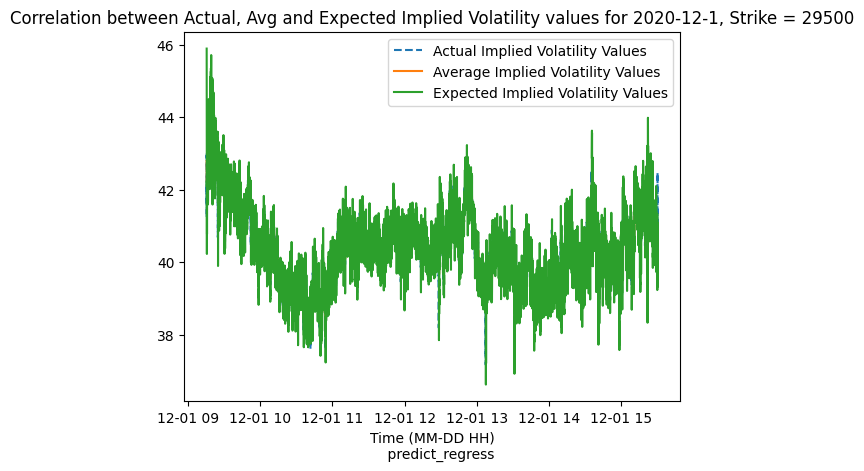 Correlation between Actual, Avg and Expected Implied Volatility values for 2020-12-1, Strike = 29500
Actual Implied Volatility Values
Average Implied Volatility Values
Expected Implied Volatility Values
46
44
42
40
38
12-01 09 12-01 10 12-01 11 12-01 12 12-01 13 12-01 14 12-01 15
Time (MM-DD HH)
predict_regress